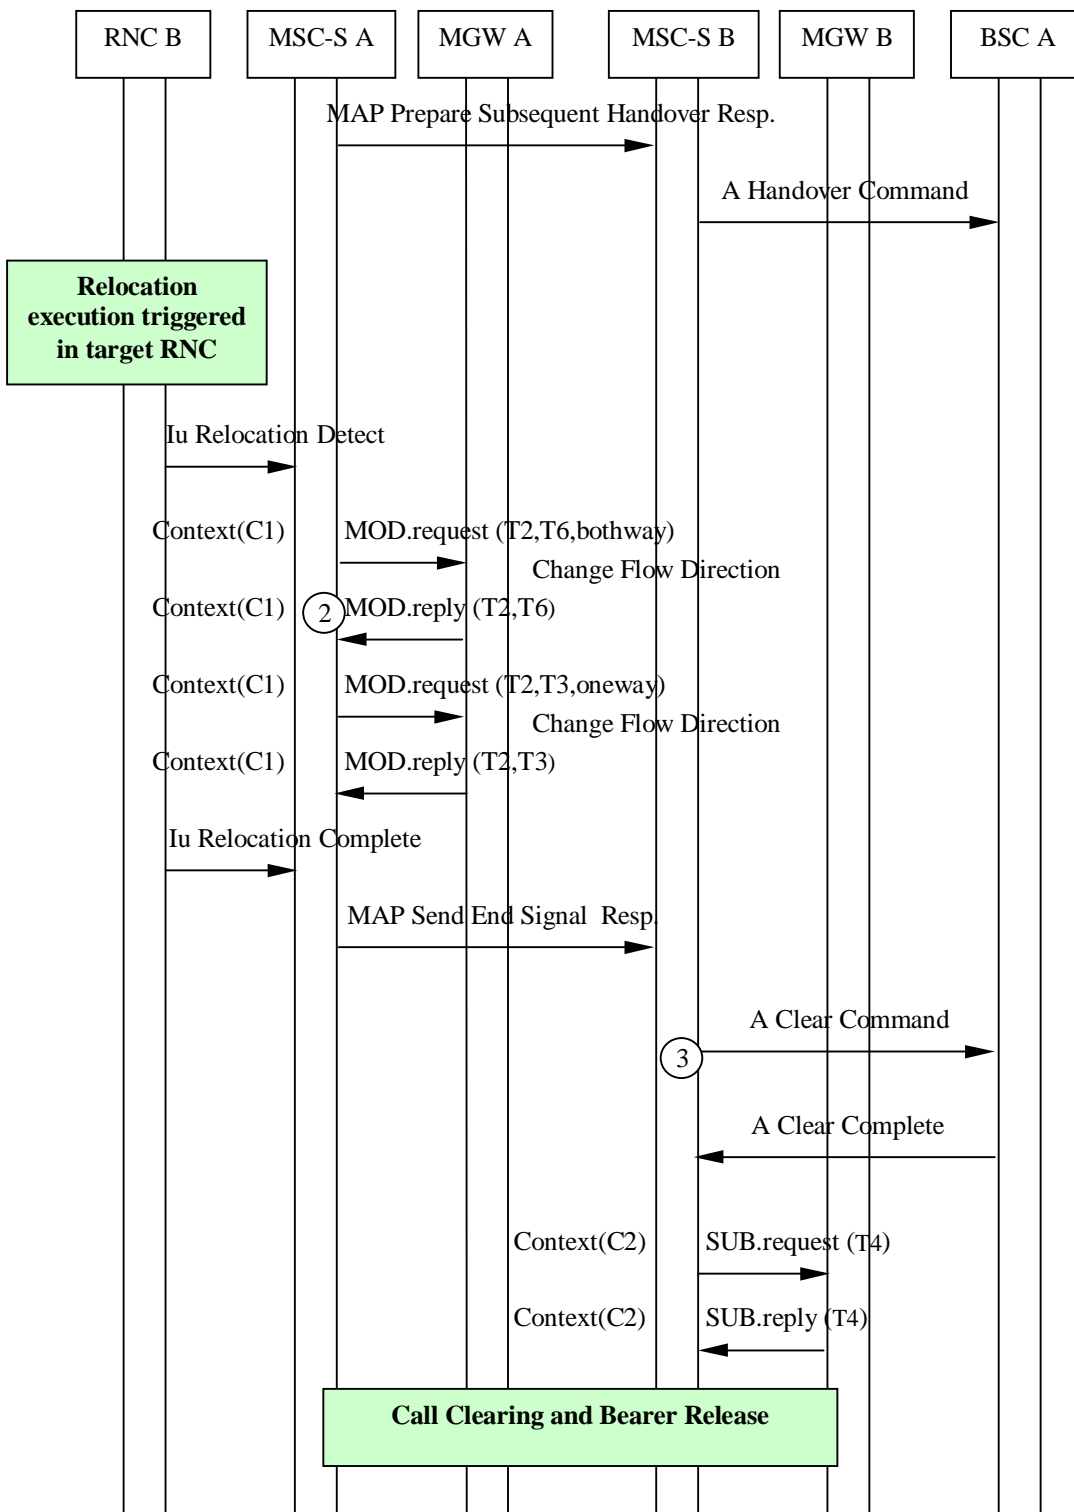 RNC B MSC-S A MGW A MSC-S B MGW B BSC A
MAP Prepare Subsequent Handover Resp.
A Handover Command
Relocation
execution triggered
in target RNC
Iu Relocation Detect
Context(C1) MOD.request (T2,T6,bothway)
Change Flow Direction
Context(C1) 2 MOD.reply (T2,T6)
Context(C1) MOD.request (T2,T3,oneway)
Change Flow Direction
Context(C1) MOD.reply (T2,T3)
Iu Relocation Complete
MAP Send End Signal Resp.
A Clear Command
3
A Clear Complete
Context(C2) SUB.request (T4)
Context(C2) SUB.reply (T4)
Call Clearing and Bearer Release